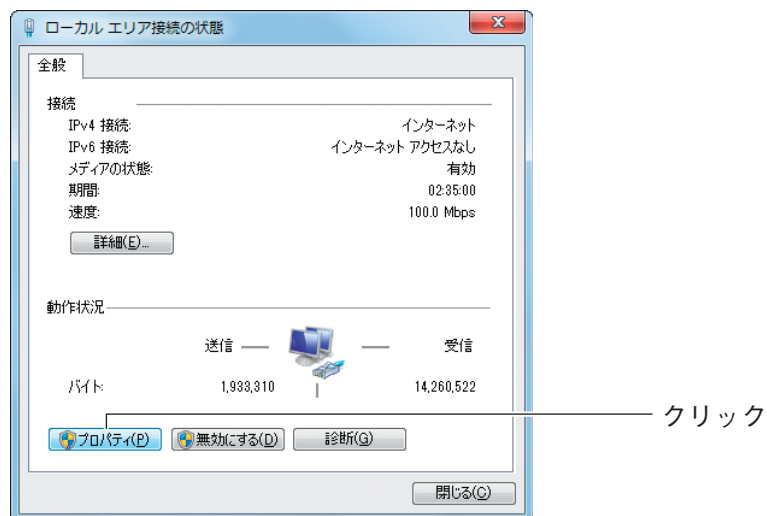 ローカル エリア接続の状態
全般
接続
IPv4 接続: インターネット
IPv6 接続: インターネット アクセスなし
メディアの状態: 有効
期間: 02:35:00
速度: 100.0 Mbps
詳細(E)...
動作状況
送信 受信
バイト: 1,933,310 14,260,522
クリック
プロパティ(P) 無効にする(D) 診断(G)
閉じる(C)